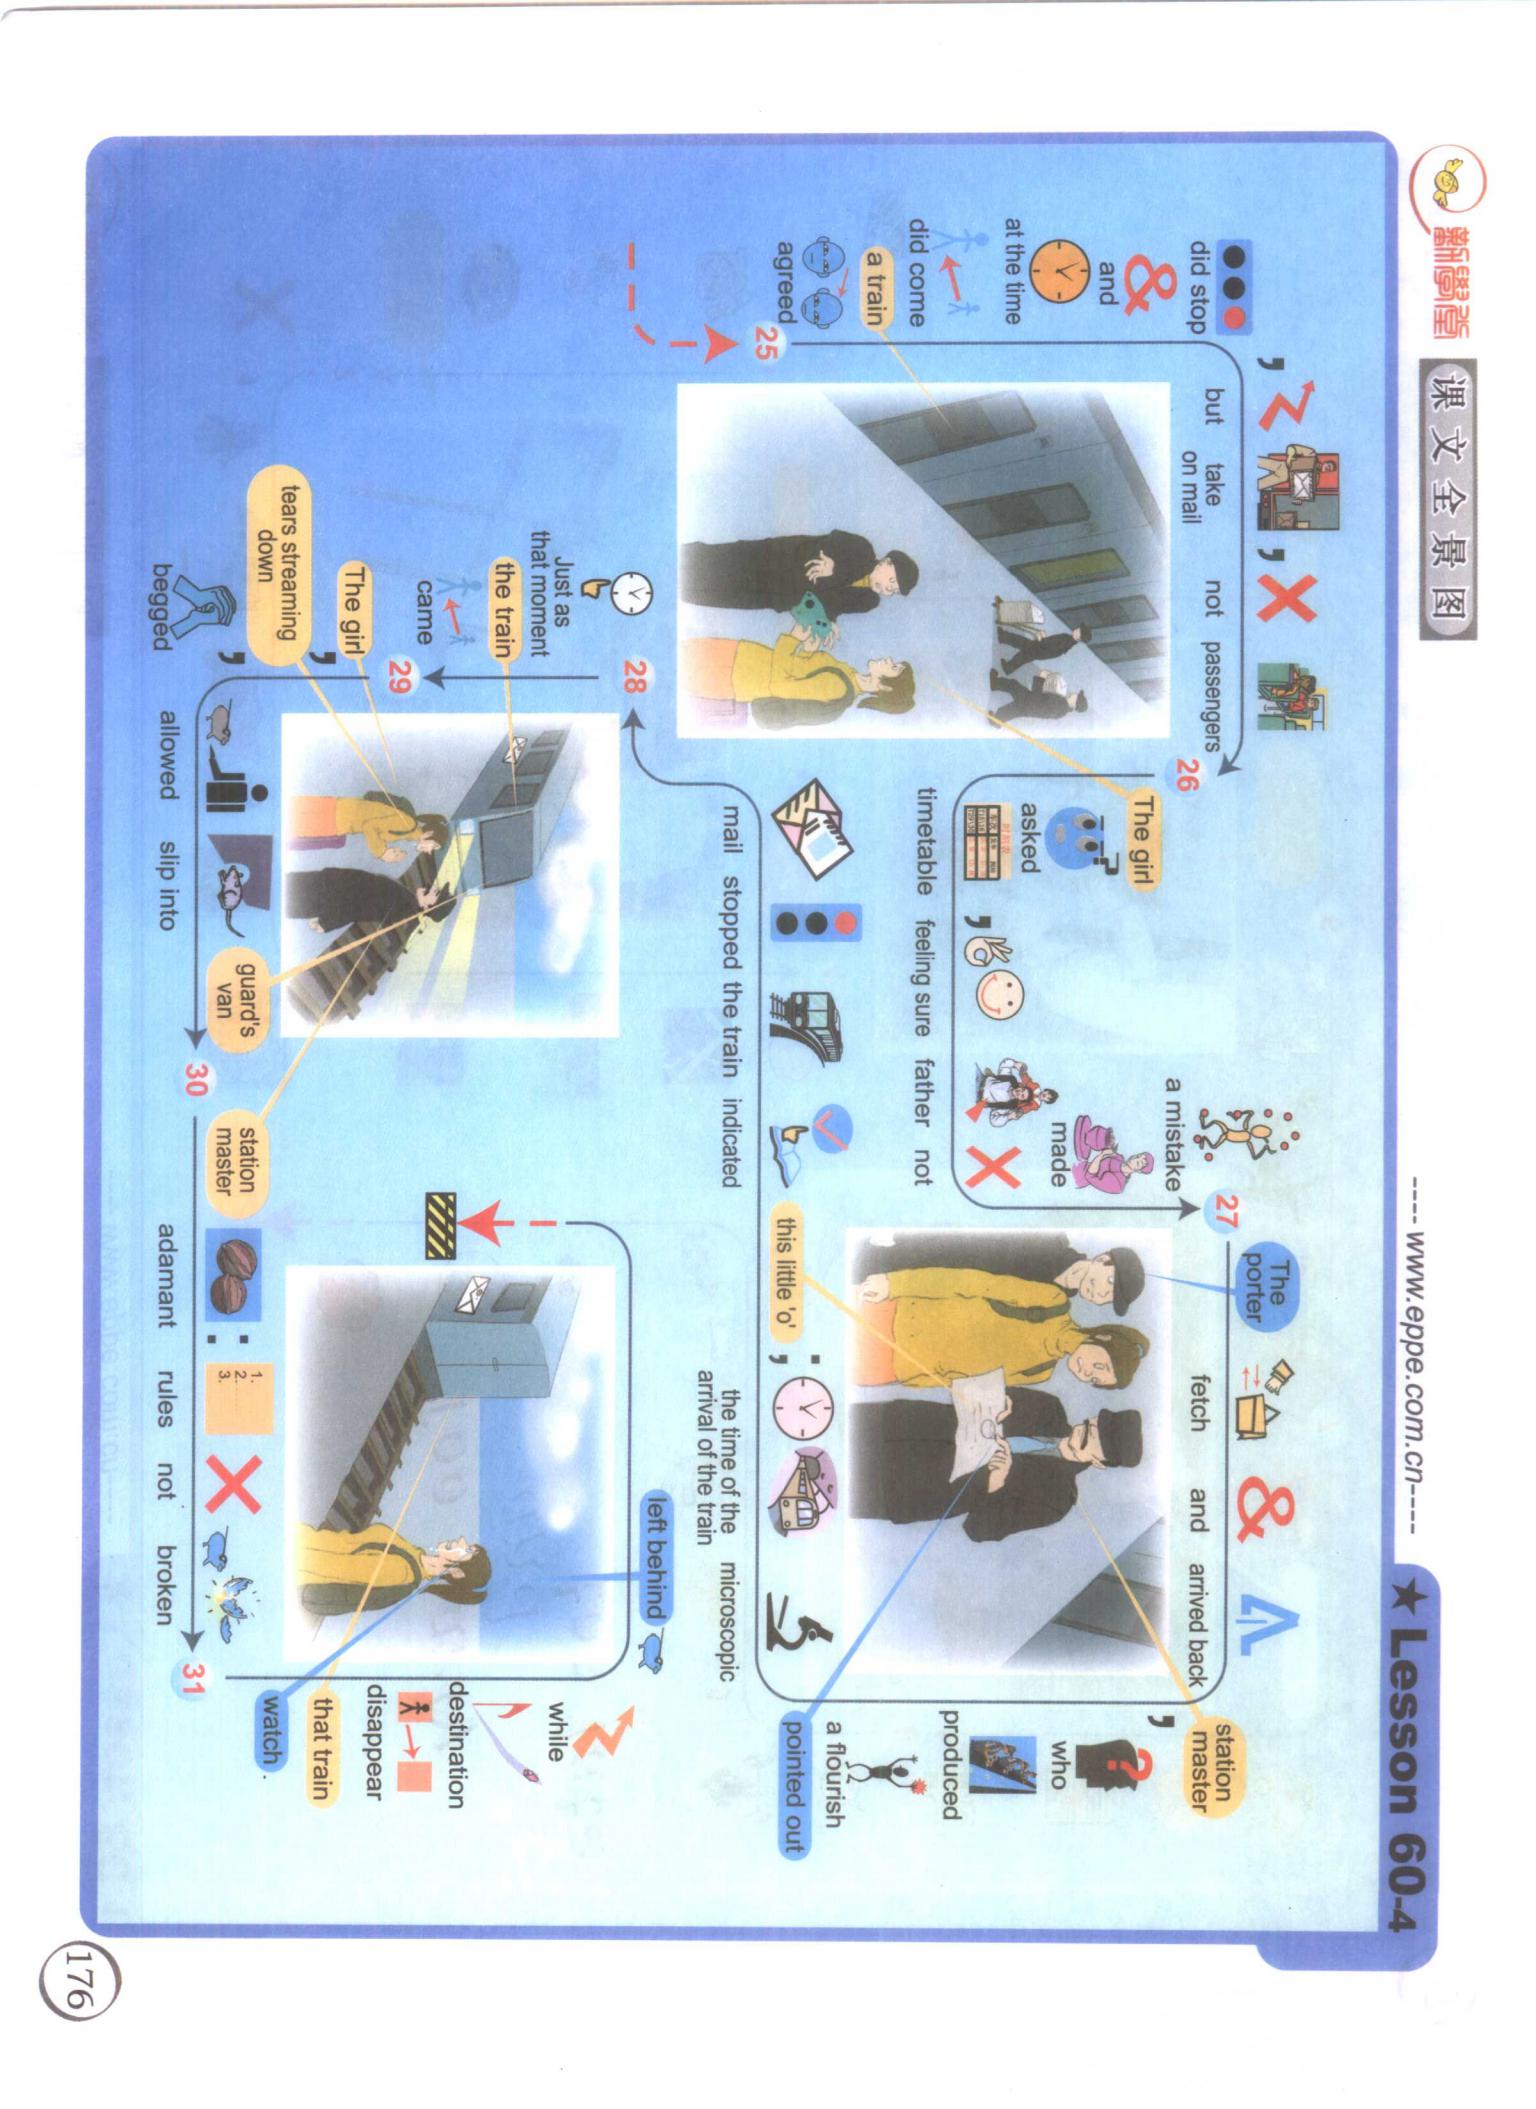 新學堂
课文全景图
---- www.eppe.com.cn----
★ Lesson 60-4
25
agreed
a train
did come
at the time
&
and
did stop
,
but
take
on mail
,
not
passengers
26
The girl
asked
timetable
,
feeling sure
father
not
made
a mistake
27
The
porter
fetch
&
and
arrived back
station
master
,
who
produced
a flourish
pointed out
this little 'o'
;
the time of the
arrival of the train
microscopic
indicated
the train
stopped
mail
28
Just as
that moment
the train
came
29
The girl
,
tears streaming
down
,
begged
allowed
slip into
guard's
van
30
station
master
adamant
:
1.
2.
3.
rules
not
broken
31
watch
.
that train
disappear
destination
while
left behind
176